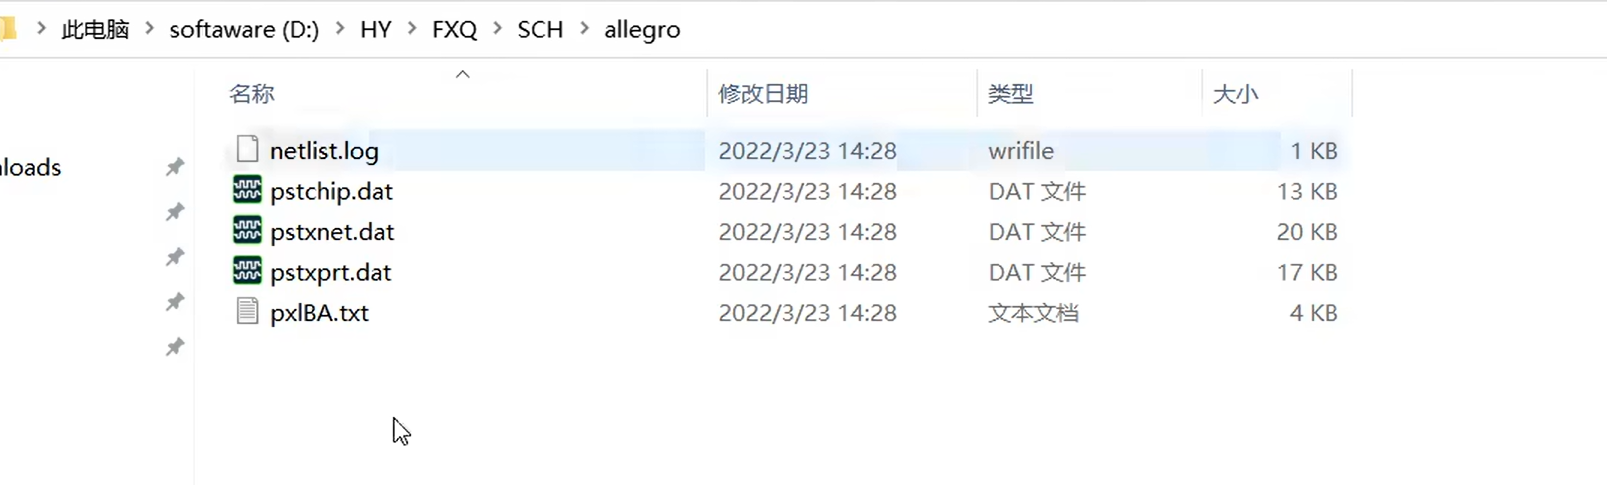 此电脑 > softaware (D:) > HY > FXQ > SCH > allegro
名称 修改日期 类型 大小
netlist.log 2022/3/23 14:28 wrifile 1 KB
loads
pstchip.dat 2022/3/23 14:28 DAT 文件 13 KB
pstxnet.dat 2022/3/23 14:28 DAT 文件 20 KB
pstxprt.dat 2022/3/23 14:28 DAT 文件 17 KB
pxlBA.txt 2022/3/23 14:28 文本文档 4 KB